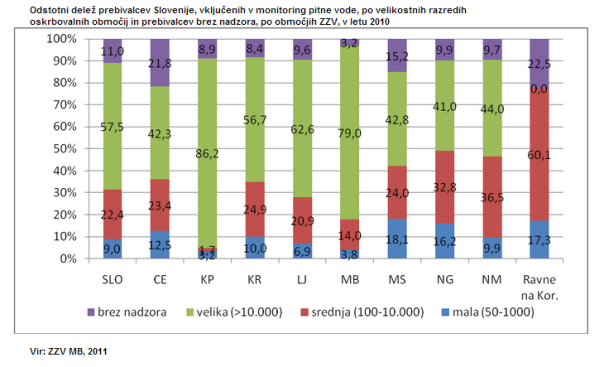 Odstotni delež prebivalcev Slovenije, vključenih v monitoring pitne vode, po velikostnih razredih
oskrbovalnih območij in prebivalcev brez nadzora, po območjih ZZV, v letu 2010
100% 11,0 21,8 8,9 8,4 9,6 3,2 15,2 9,9 9,7 22,5
90%
80% 0,0
70%
60% 57,5 42,3 86,2 56,7 62,6 79,0 42,8 41,0 44,0 60,1
50%
40%
30% 22,4 23,4 1,7 24,9 20,9 14,0 24,0 32,8 36,5
20%
10% 9,0 12,5 3,2 10,0 6,9 3,8 18,1 16,2 9,9 17,3
0%
SLO CE KP KR LJ MB MS NG NM Ravne
na Kor.
brez nadzora velika (>10.000) srednja (100-10.000) mala (50-1000)
Vir: ZZV MB, 2011